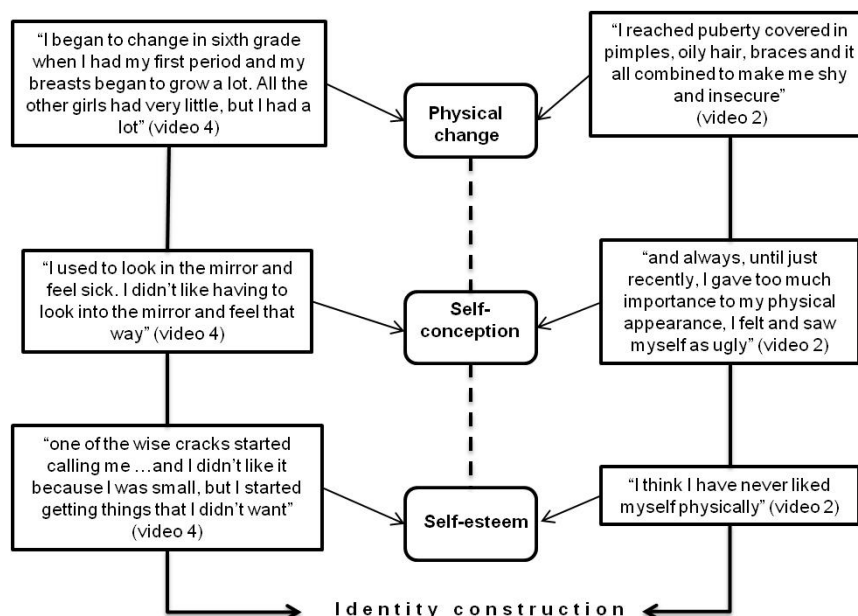 “I began to change in sixth grade
when I had my first period and my
breasts began to grow a lot. All the
other girls had very little, but I had a
lot” (video 4)
Physical
change
“I reached puberty covered in
pimples, oily hair, braces and it
all combined to make me shy
and insecure”
(video 2)
“I used to look in the mirror and
feel sick. I didn’t like having to
look into the mirror and feel that
way” (video 4)
Self-
conception
“and always, until just
recently, I gave too much
importance to my physical
appearance, I felt and saw
myself as ugly” (video 2)
“one of the wise cracks started
calling me …and I didn’t like it
because I was small, but I started
getting things that I didn’t want”
(video 4)
Self-esteem
“I think I have never liked
myself physically” (video 2)
Identity construction